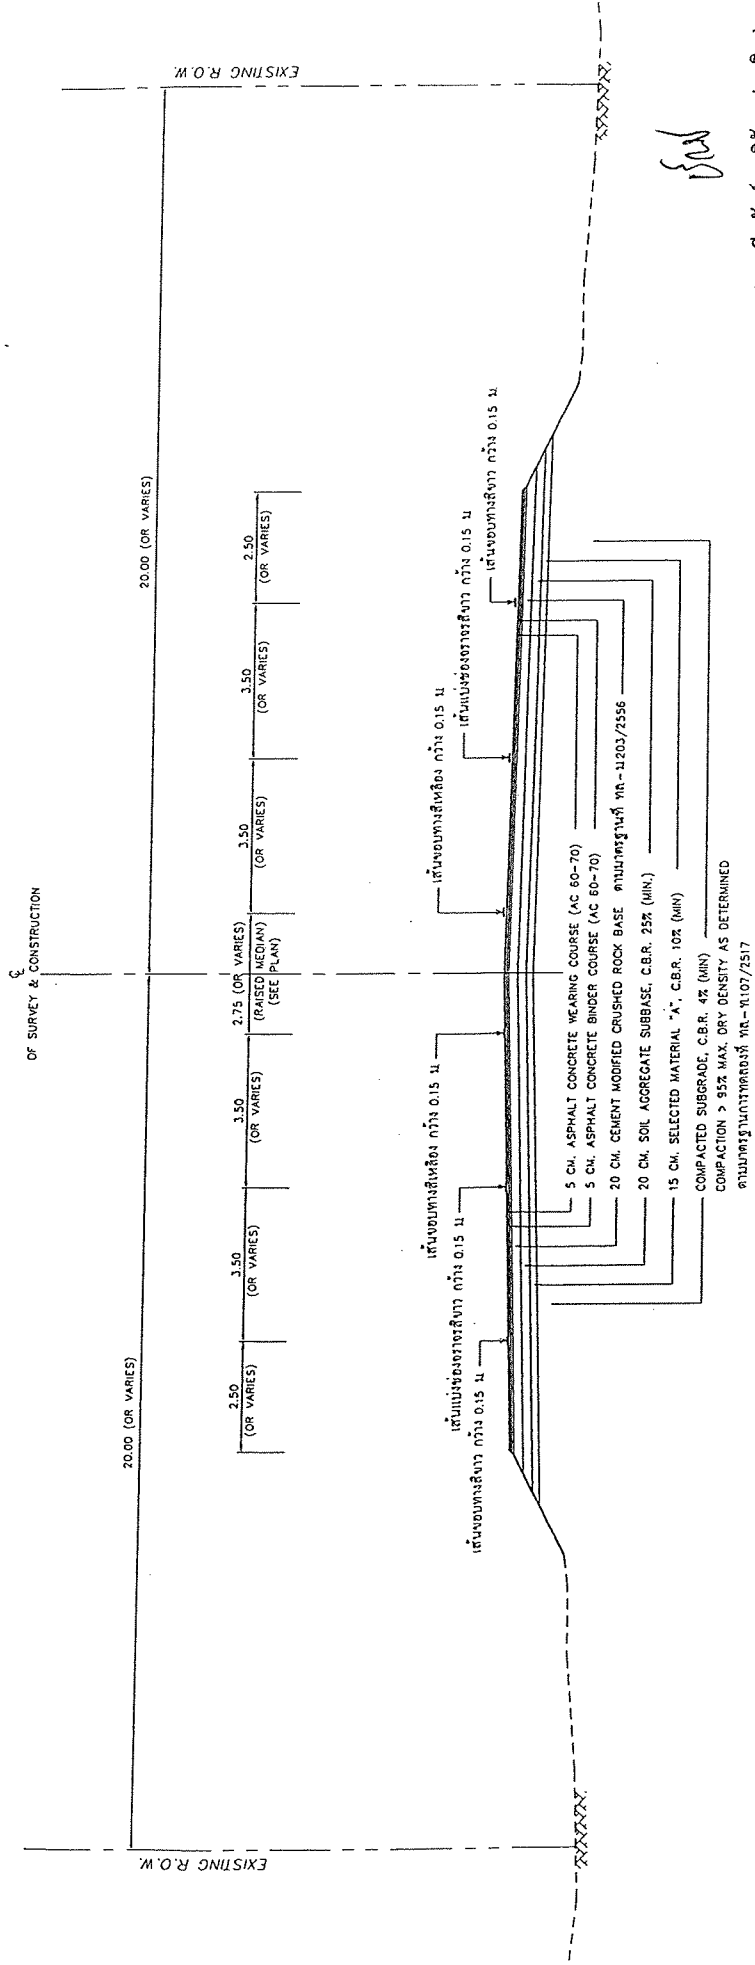 ℄
OF SURVEY & CONSTRUCTION
20.00 (OR VARIES)
20.00 (OR VARIES)
EXISTING R.O.W.
EXISTING R.O.W.
2.50
(OR VARIES)
3.50
(OR VARIES)
3.50
(OR VARIES)
2.75 (OR VARIES)
(RAISED MEDIAN)
(SEE PLAN)
3.50
(OR VARIES)
3.50
(OR VARIES)
2.50
(OR VARIES)
เส้นขอบทางสีเหลือง กว้าง 0.15 ม
เส้นแบ่งช่องจราจรสีขาว กว้าง 0.15 ม
เส้นขอบทางสีขาว กว้าง 0.15 ม
เส้นขอบทางสีเหลือง กว้าง 0.15 ม
เส้นแบ่งช่องจราจรสีขาว กว้าง 0.15 ม
เส้นขอบทางสีขาว กว้าง 0.15 ม
5 CM. ASPHALT CONCRETE WEARING COURSE (AC 60-70)
5 CM. ASPHALT CONCRETE BINDER COURSE (AC 60-70)
20 CM. CEMENT MODIFIED CRUSHED ROCK BASE ตามมาตรฐานที่ ทล.-ม203/2556
20 CM. SOIL AGGREGATE SUBBASE, C.B.R. 25% (MIN.)
15 CM. SELECTED MATERIAL "A", C.B.R. 10% (MIN)
COMPACTED SUBGRADE, C.B.R. 4% (MIN)
COMPACTION > 95% MAX. DRY DENSITY AS DETERMINED
ตามมาตรฐานการทดลองที่ ทล.-ท.107/2517